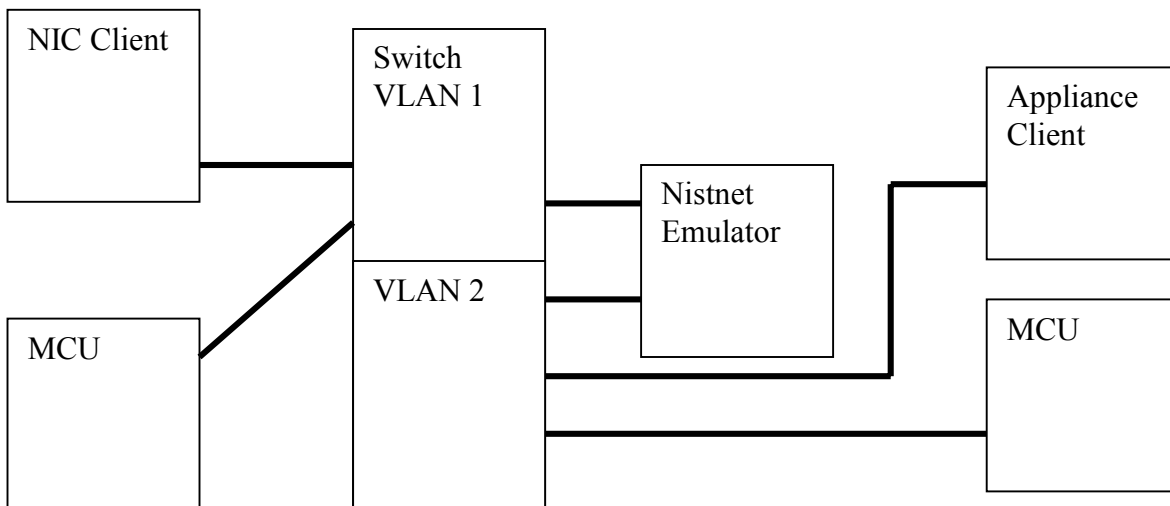 NIC Client
Switch
VLAN 1
Appliance
Client
Nistnet
Emulator
VLAN 2
MCU
MCU